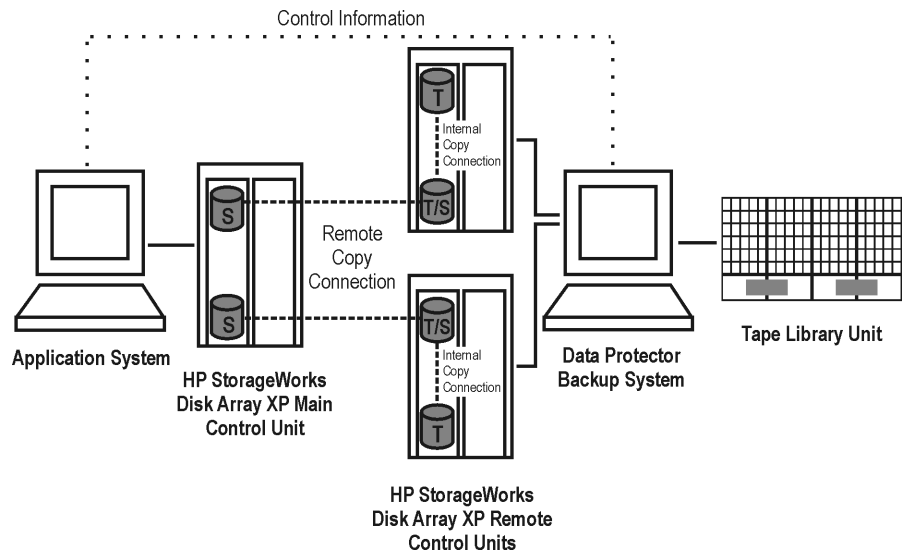 Control Information
T
Internal
Copy
Connection
T/S
S
Remote
Copy
Connection
S
T/S
Internal
Copy
Connection
T
Application System
HP StorageWorks
Disk Array XP Main
Control Unit
HP StorageWorks
Disk Array XP Remote
Control Units
Data Protector
Backup System
Tape Library Unit